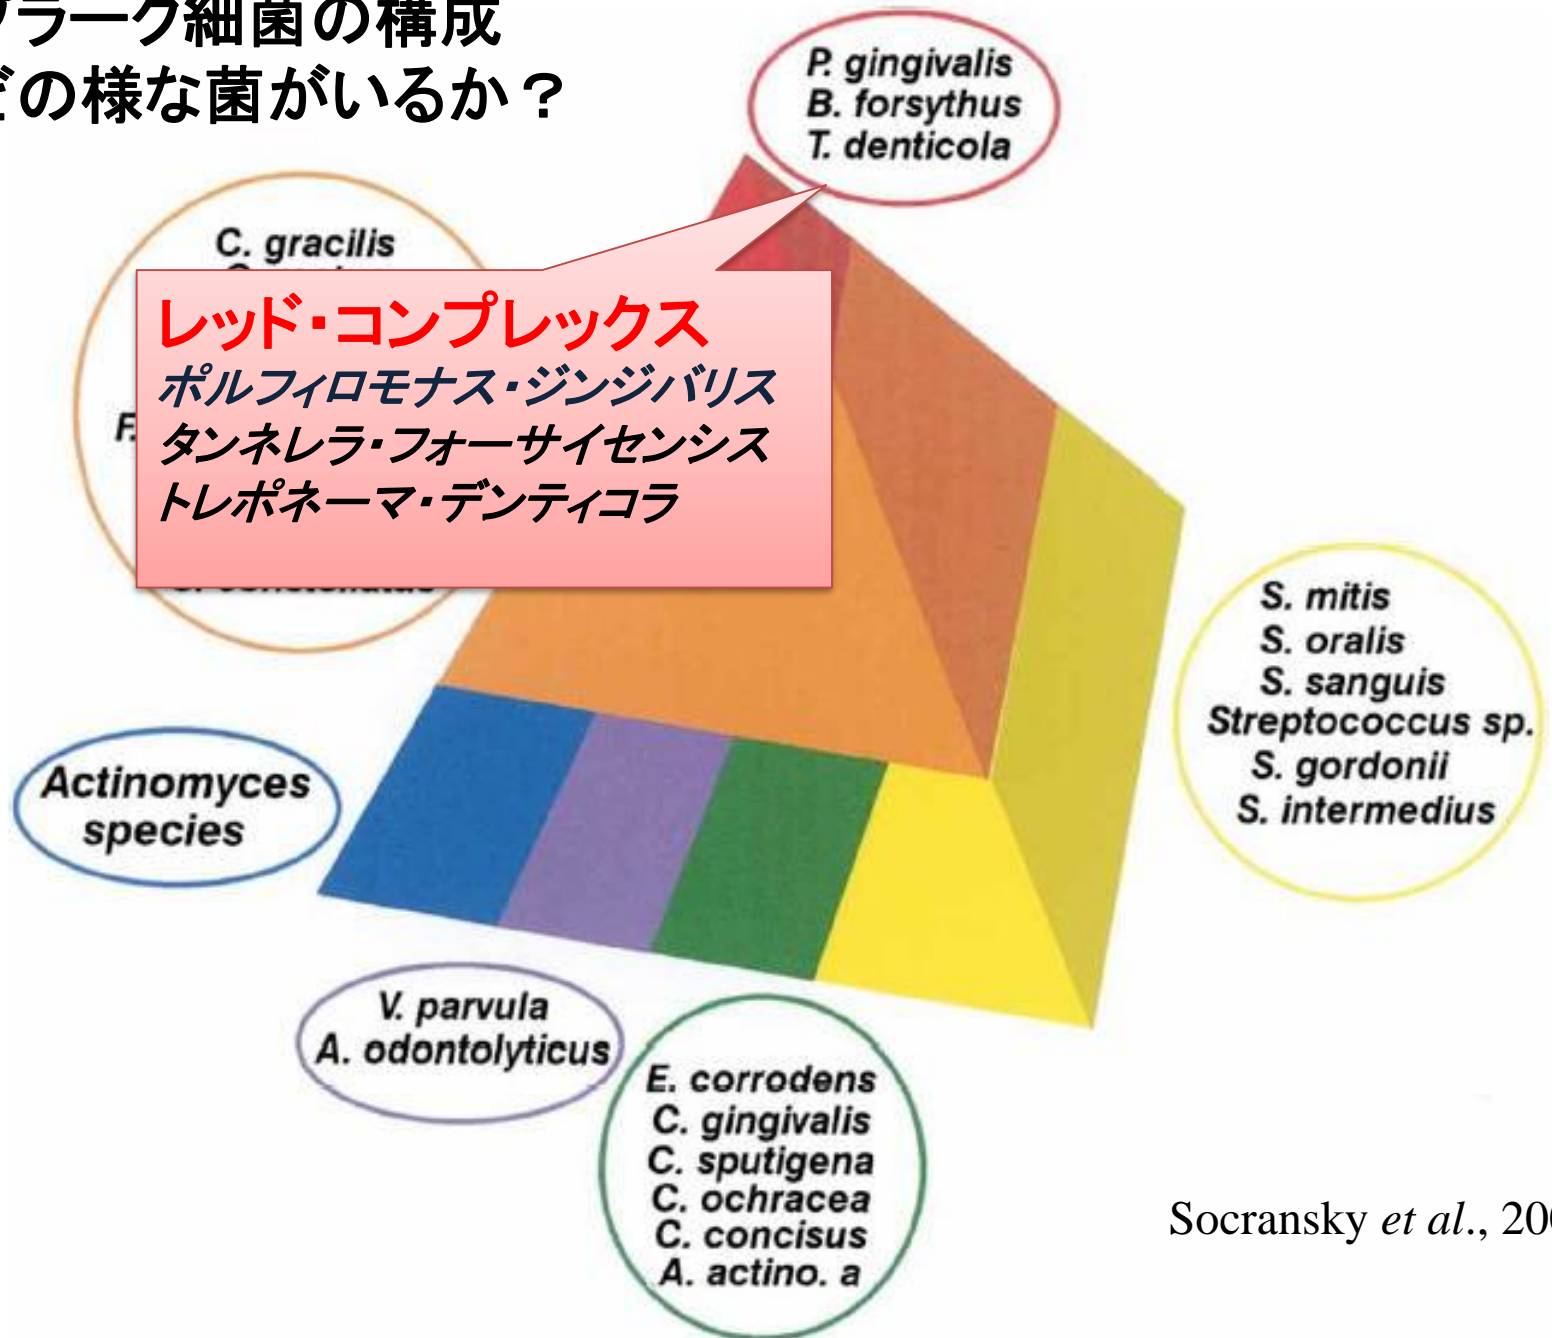 プラーク細菌の構成
どの様な菌がいるか？
P. gingivalis
B. forsythus
T. denticola
C. gracilis
レッド・コンプレックス
ポルフィロモナス・ジンジバリス
タンネレラ・フォーサイセンシス
トレポネーマ・デンティコラ
S. mitis
S. oralis
S. sanguis
Streptococcus sp.
S. gordonii
S. intermedius
Actinomyces
species
V. parvula
A. odontolyticus
E. corrodens
C. gingivalis
C. sputigena
C. ochracea
C. concisus
A. actino. a
Socransky et al.,